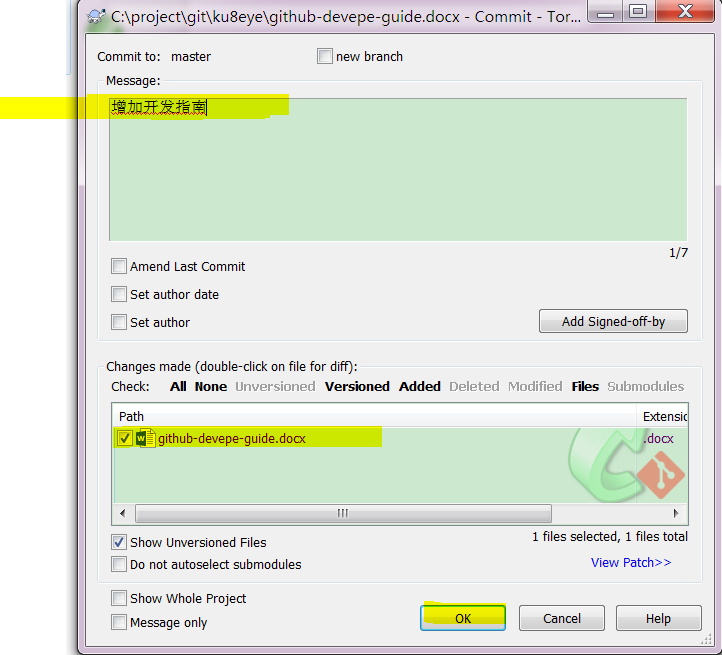 C:\project\git\ku8eye\github-devepe-guide.docx - Commit - Tor...
Commit to: master new branch
Message:
增加开发指南
1/7
Amend Last Commit
Set author date
Set author
Add Signed-off-by
Changes made (double-click on file for diff):
Check: All None Unversioned Versioned Added Deleted Modified Files Submodules
Path Extensio
github-devepe-guide.docx .docx
Show Unversioned Files
1 files selected, 1 files total
Do not autoselect submodules
View Patch>>
Show Whole Project
Message only
OK Cancel Help